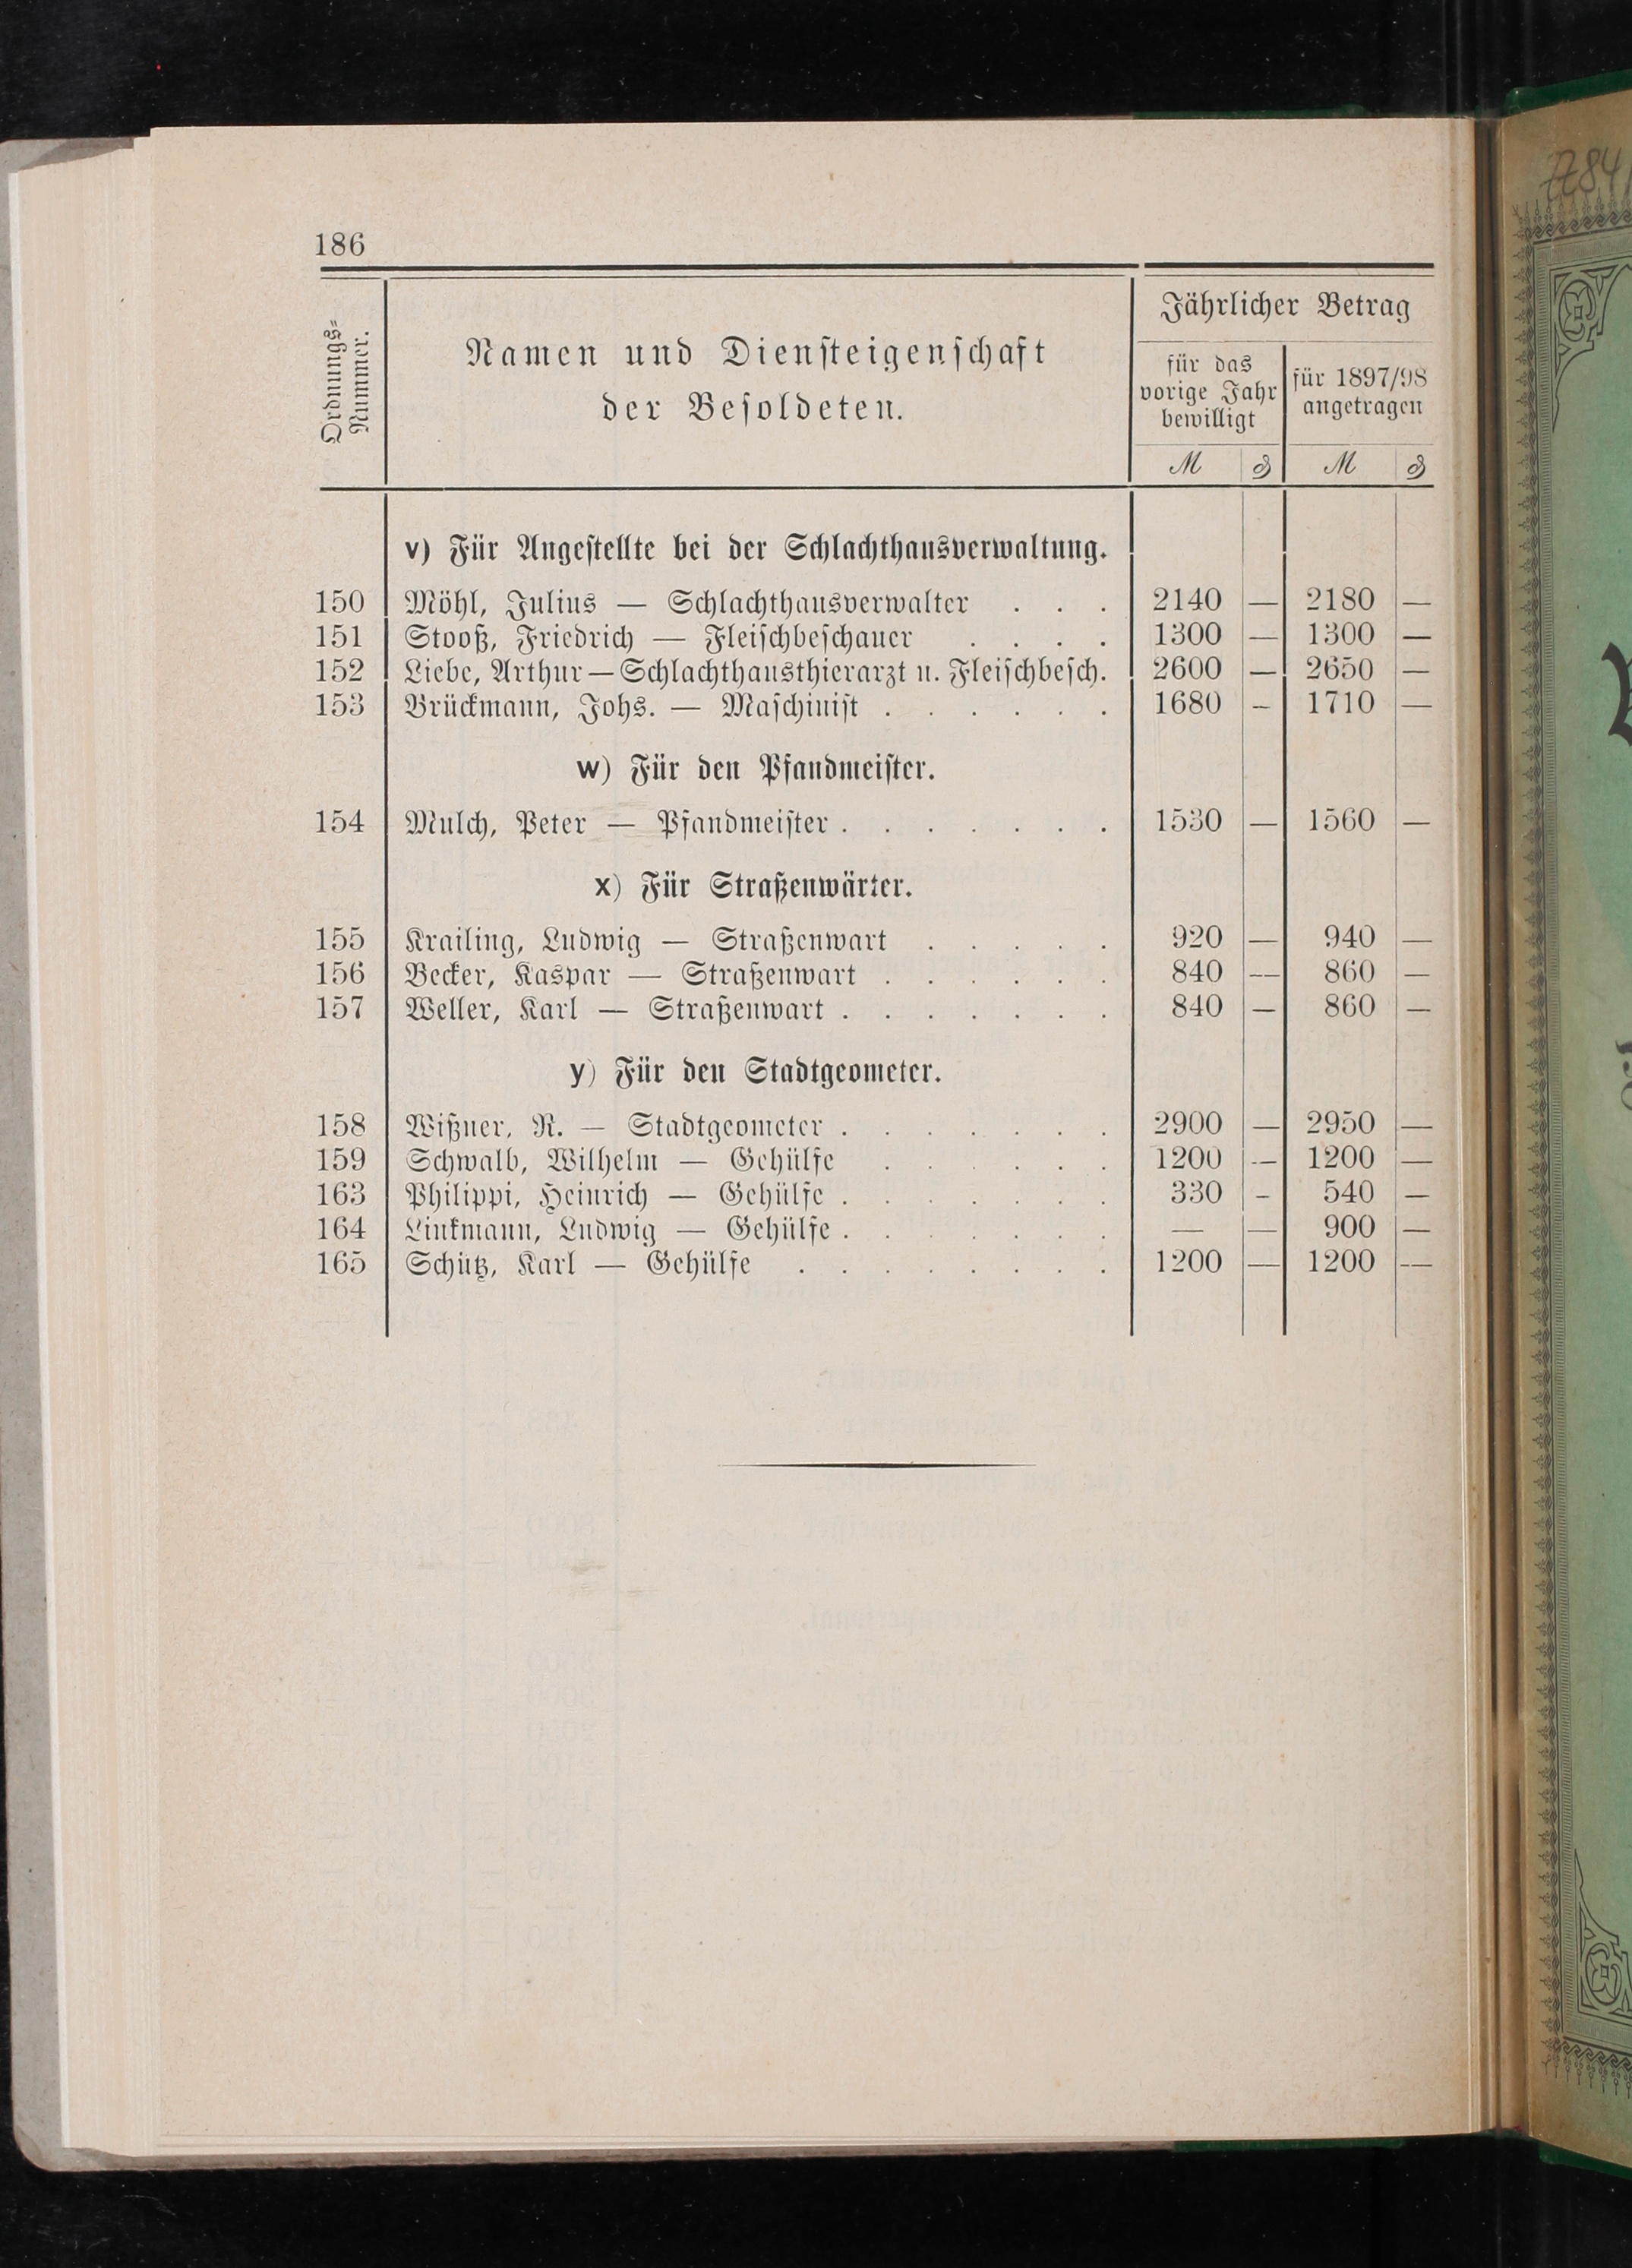 186
Ordnungs-
Nummer.
Namen und Diensteigenschaft
der Besoldeten.
Jährlicher Betrag
für das
vorige Jahr
bewilligt
für 1897/98
angetragen
ℳ ₰ ℳ ₰
v) Für Angestellte bei der Schlachthausverwaltung.
150 Möhl, Julius — Schlachthausverwalter . . . 2140 — 2180 —
151 Stooß, Friedrich — Fleischbeschauer . . . . 1300 — 1300 —
152 Liebe, Arthur — Schlachthausthierarzt u. Fleischbesch. 2600 — 2650 —
153 Brückmann, Johs. — Maschinist . . . . . . 1680 — 1710 —
w) Für den Pfandmeister.
154 Mulch, Peter — Pfandmeister . . . . . . . 1530 — 1560 —
x) Für Straßenwärter.
155 Krailing, Ludwig — Straßenwart . . . . . 920 — 940 —
156 Becker, Kaspar — Straßenwart . . . . . . 840 — 860 —
157 Weller, Karl — Straßenwart . . . . . . . 840 — 860 —
y) Für den Stadtgeometer.
158 Wißner, R. — Stadtgeometer . . . . . . . 2900 — 2950 —
159 Schwalb, Wilhelm — Gehülfe . . . . . . 1200 — 1200 —
163 Philippi, Heinrich — Gehülfe . . . . . . . 330 — 540 —
164 Linkmann, Ludwig — Gehülfe . . . . . . . — — 900 —
165 Schütz, Karl — Gehülfe . . . . . . . . 1200 — 1200 —